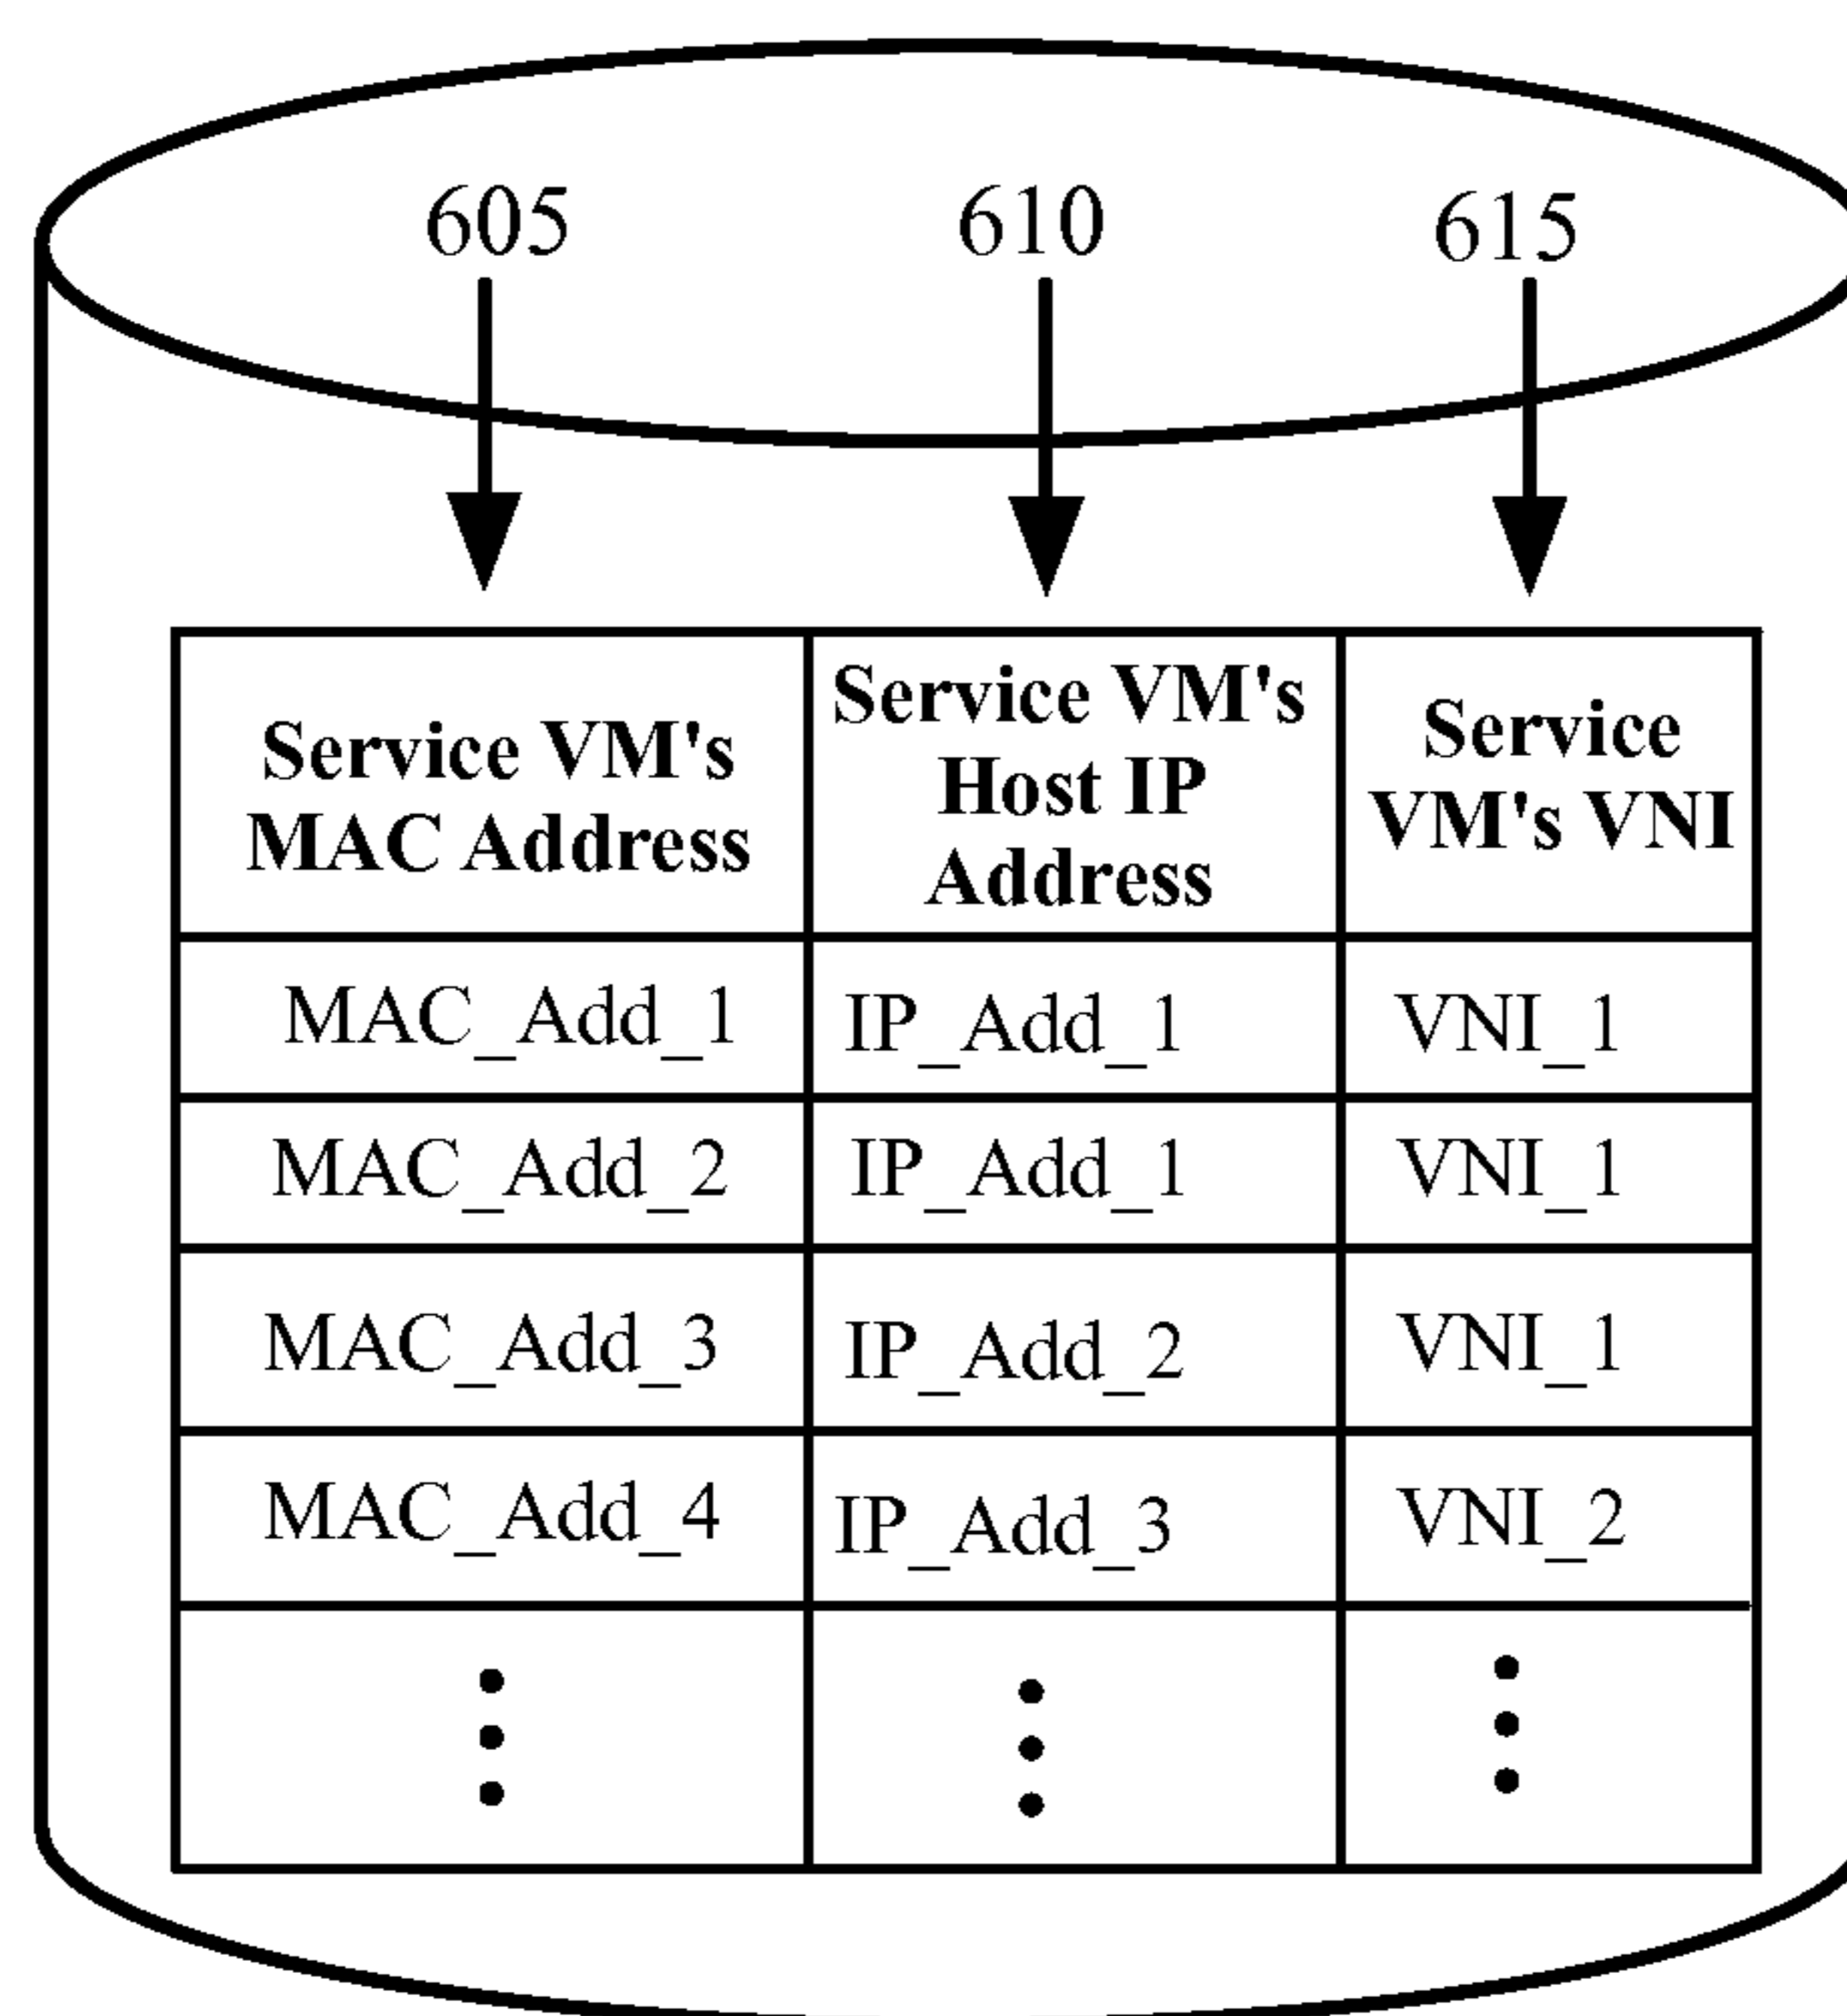 605 610 615
Service VM's MAC Address
Service VM's Host IP Address
Service VM's VNI
MAC_Add_1 IP_Add_1 VNI_1
MAC_Add_2 IP_Add_1 VNI_1
MAC_Add_3 IP_Add_2 VNI_1
MAC_Add_4 IP_Add_3 VNI_2